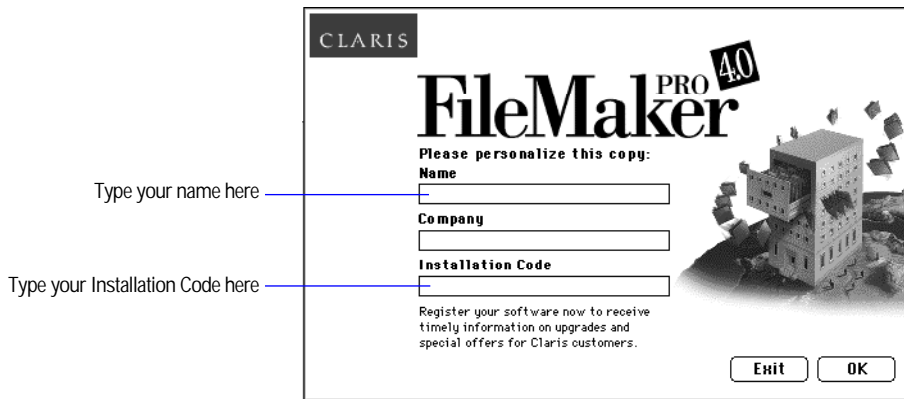 CLARIS
FileMaker PRO 4.0
Please personalize this copy:
Name
Type your name here
Company
Installation Code
Type your Installation Code here
Register your software now to receive
timely information on upgrades and
special offers for Claris customers.
Exit
OK